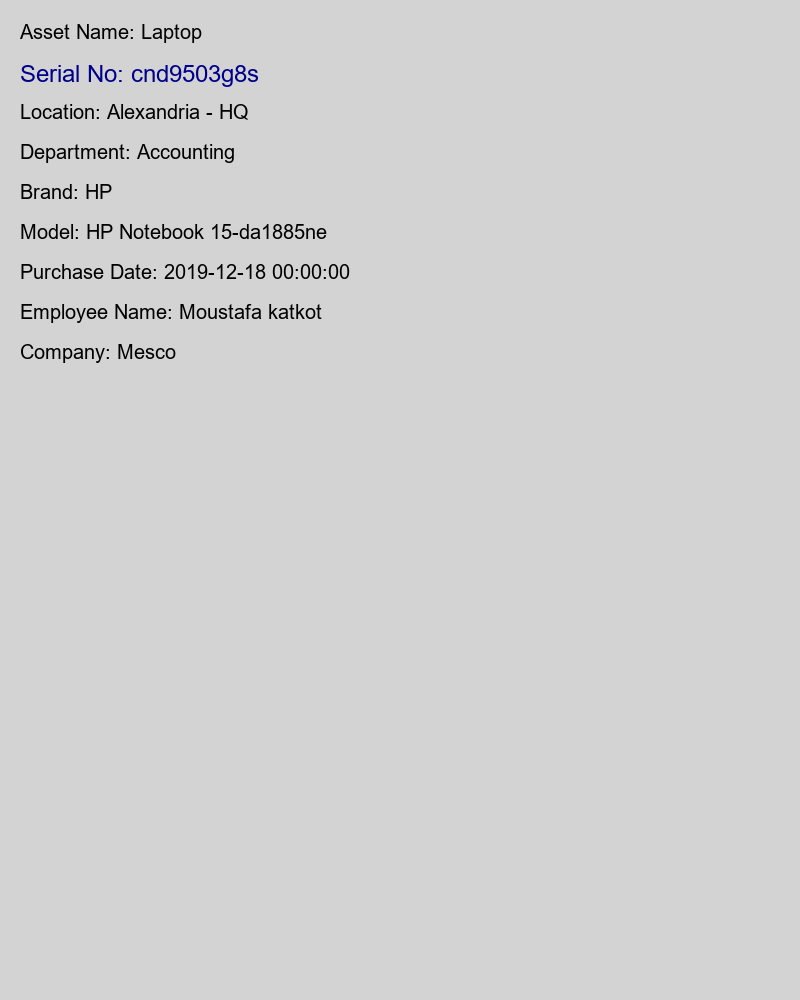 Asset Name: Laptop
Serial No: cnd9503g8s
Location: Alexandria - HQ
Department: Accounting
Brand: HP
Model: HP Notebook 15-da1885ne
Purchase Date: 2019-12-18 00:00:00
Employee Name: Moustafa katkot
Company: Mesco